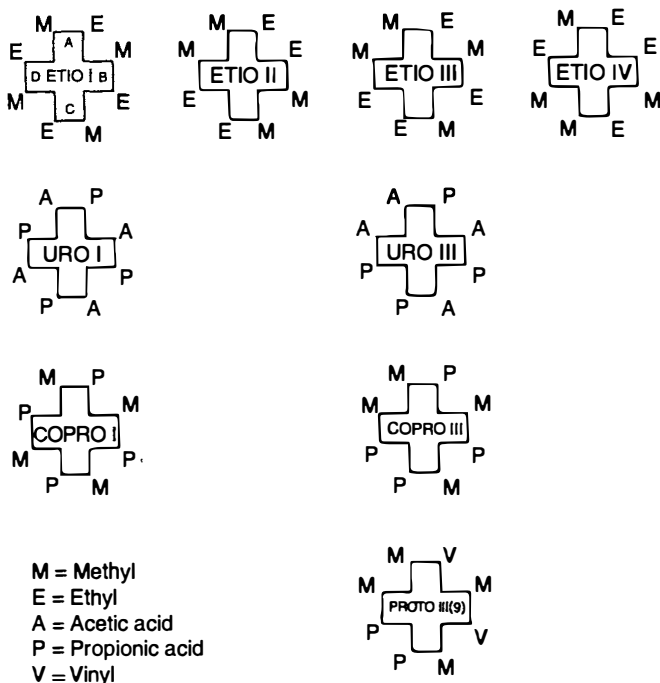 M E M E M E M E
A
E M M E M M E E
D ETIO I B ETIO II ETIO III ETIO IV
M E E M E E M M
C
E M E M E M M E
A P A P
P A A A
URO I URO III
A P P P
P A P A
M P M P
P M M M
COPRO I COPRO III
M P P P
P M P M
M V
M M
PROTO III(9)
P V
P M
M = Methyl
E = Ethyl
A = Acetic acid
P = Propionic acid
V = Vinyl